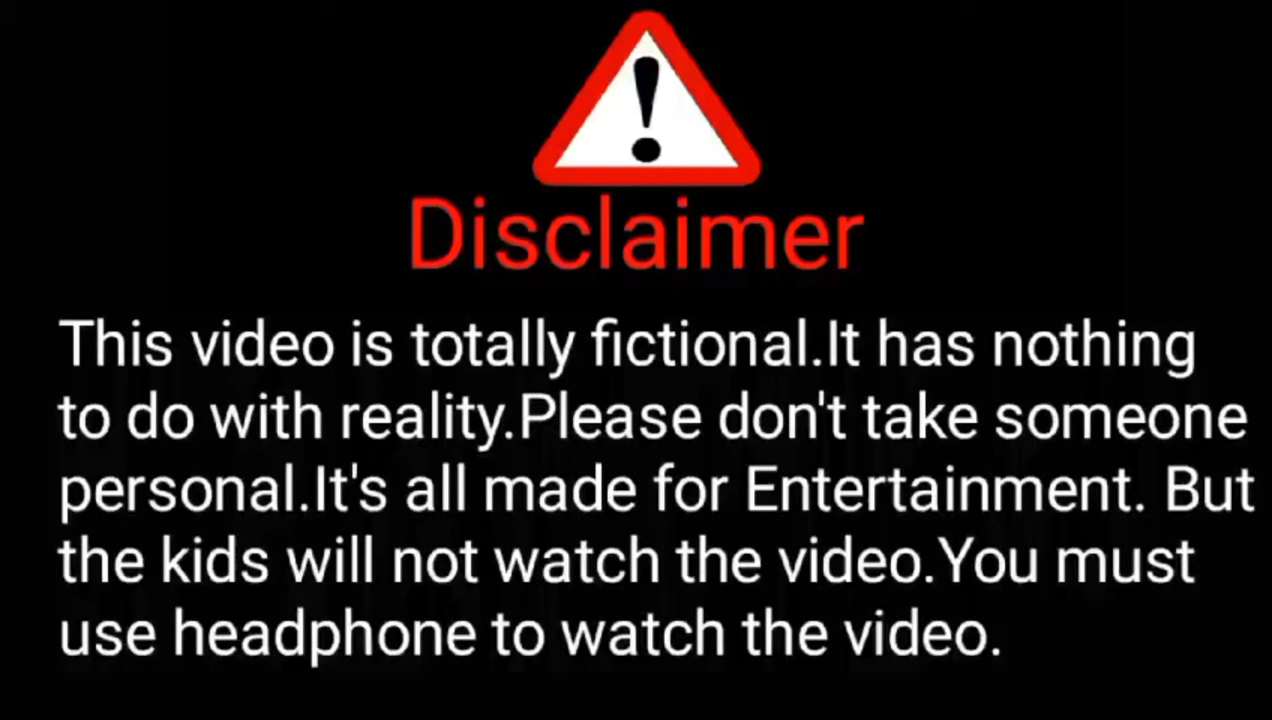 Disclaimer
This video is totally fictional.It has nothing
to do with reality.Please don't take someone
personal.It's all made for Entertainment. But
the kids will not watch the video.You must
use headphone to watch the video.